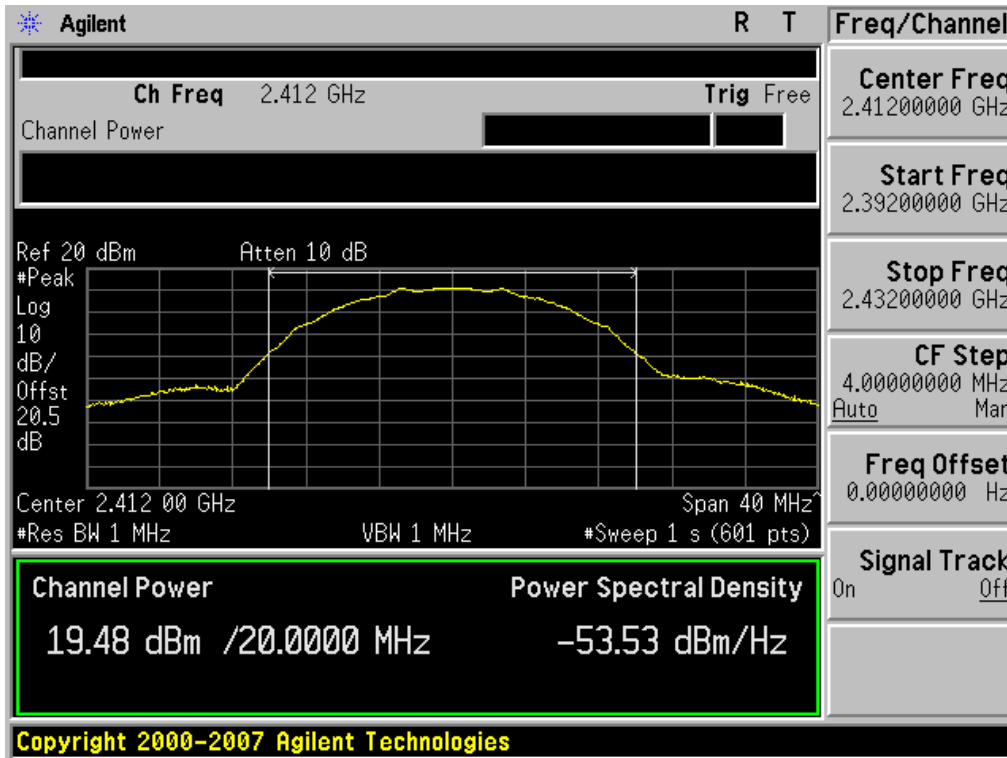 Agilent R T
Freq/Channel
Ch Freq 2.412 GHz Trig Free
Channel Power
Ref 20 dBm Atten 10 dB
#Peak
Log
10
dB/
Offst
20.5
dB
Center 2.412 00 GHz Span 40 MHz^
#Res BW 1 MHz VBW 1 MHz #Sweep 1 s (601 pts)
Channel Power Power Spectral Density
19.48 dBm /20.0000 MHz -53.53 dBm/Hz
Center Freq
2.41200000 GHz
Start Freq
2.39200000 GHz
Stop Freq
2.43200000 GHz
CF Step
4.00000000 MHz
Auto Man
Freq Offset
0.00000000 Hz
Signal Track
On Off
Copyright 2000-2007 Agilent Technologies